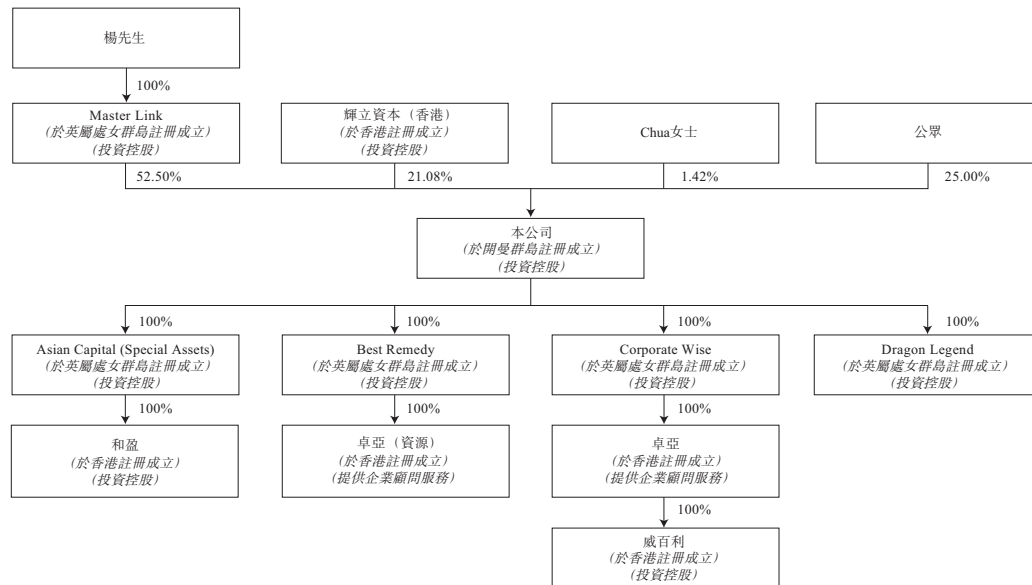 楊先生
100%
Master Link
(於英屬處女群島註冊成立)
(投資控股)
輝立資本（香港）
(於香港註冊成立)
(投資控股)
Chua女士
公眾
52.50%
21.08%
1.42%
25.00%
本公司
(於開曼群島註冊成立)
(投資控股)
100%
100%
100%
100%
Asian Capital (Special Assets)
(於英屬處女群島註冊成立)
(投資控股)
Best Remedy
(於英屬處女群島註冊成立)
(投資控股)
Corporate Wise
(於英屬處女群島註冊成立)
(投資控股)
Dragon Legend
(於英屬處女群島註冊成立)
(投資控股)
100%
100%
100%
和盈
(於香港註冊成立)
(投資控股)
卓亞（資源）
(於香港註冊成立)
(提供企業顧問服務)
卓亞
(於香港註冊成立)
(提供企業顧問服務)
100%
威百利
(於香港註冊成立)
(投資控股)